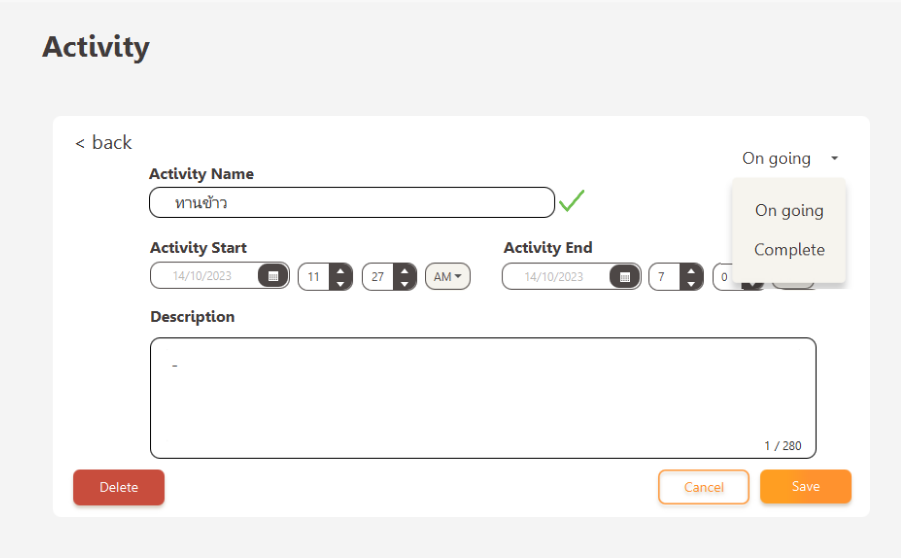 Activity
< back
On going
Activity Name
ทานข้าว
On going
Complete
Activity Start
Activity End
14/10/2023 11 27 AM
14/10/2023 7 0
Description
-
1 / 280
Delete
Cancel
Save